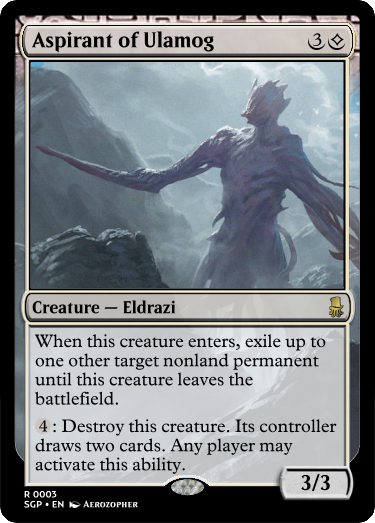 Aspirant of Ulamog 3
Creature — Eldrazi
When this creature enters, exile up to
one other target nonland permanent
until this creature leaves the
battlefield.
4 : Destroy this creature. Its controller
draws two cards. Any player may
activate this ability.
3/3
R 0003
SGP • EN Aerozopher